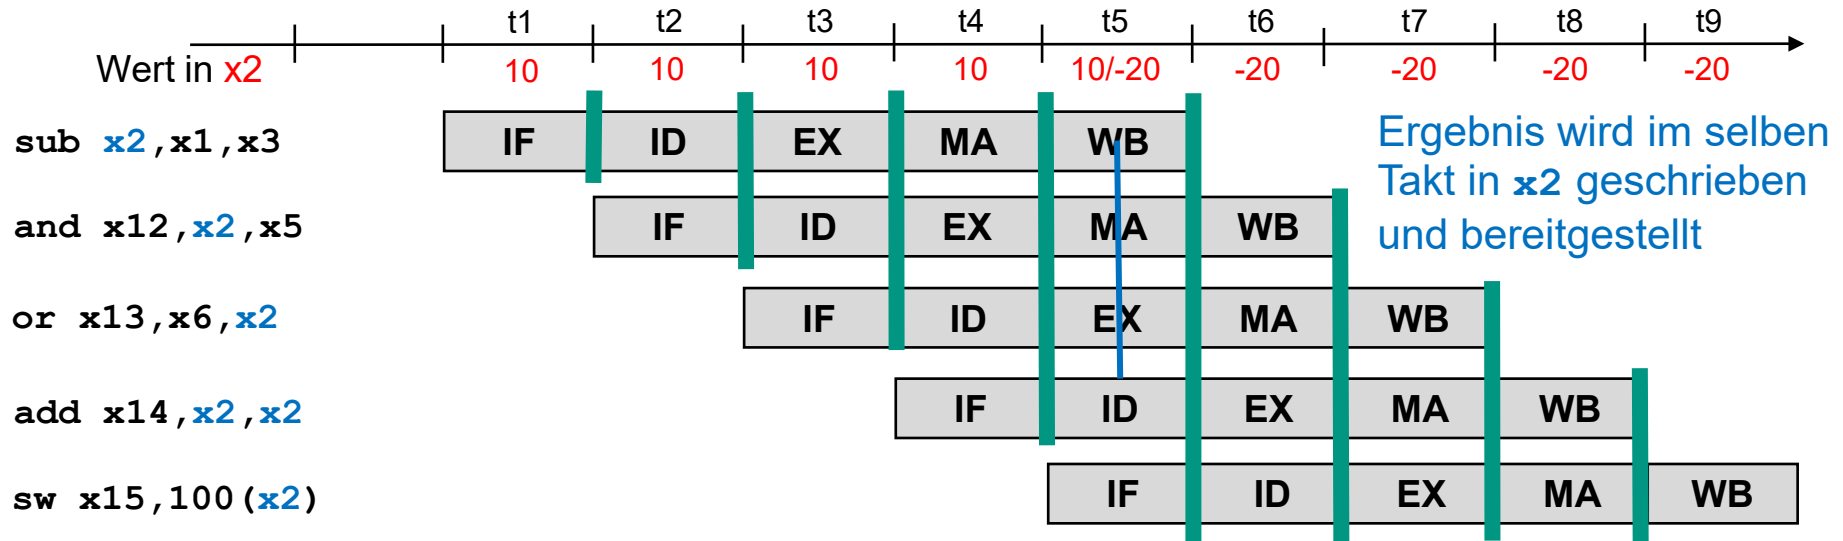 t1 t2 t3 t4 t5 t6 t7 t8 t9
Wert in x2 10 10 10 10 10/-20 -20 -20 -20 -20
sub x2,x1,x3 IF ID EX MA WB
and x12,x2,x5 IF ID EX MA WB
or x13,x6,x2 IF ID EX MA WB
add x14,x2,x2 IF ID EX MA WB
sw x15,100(x2) IF ID EX MA WB
Ergebnis wird im selben
Takt in x2 geschrieben
und bereitgestellt